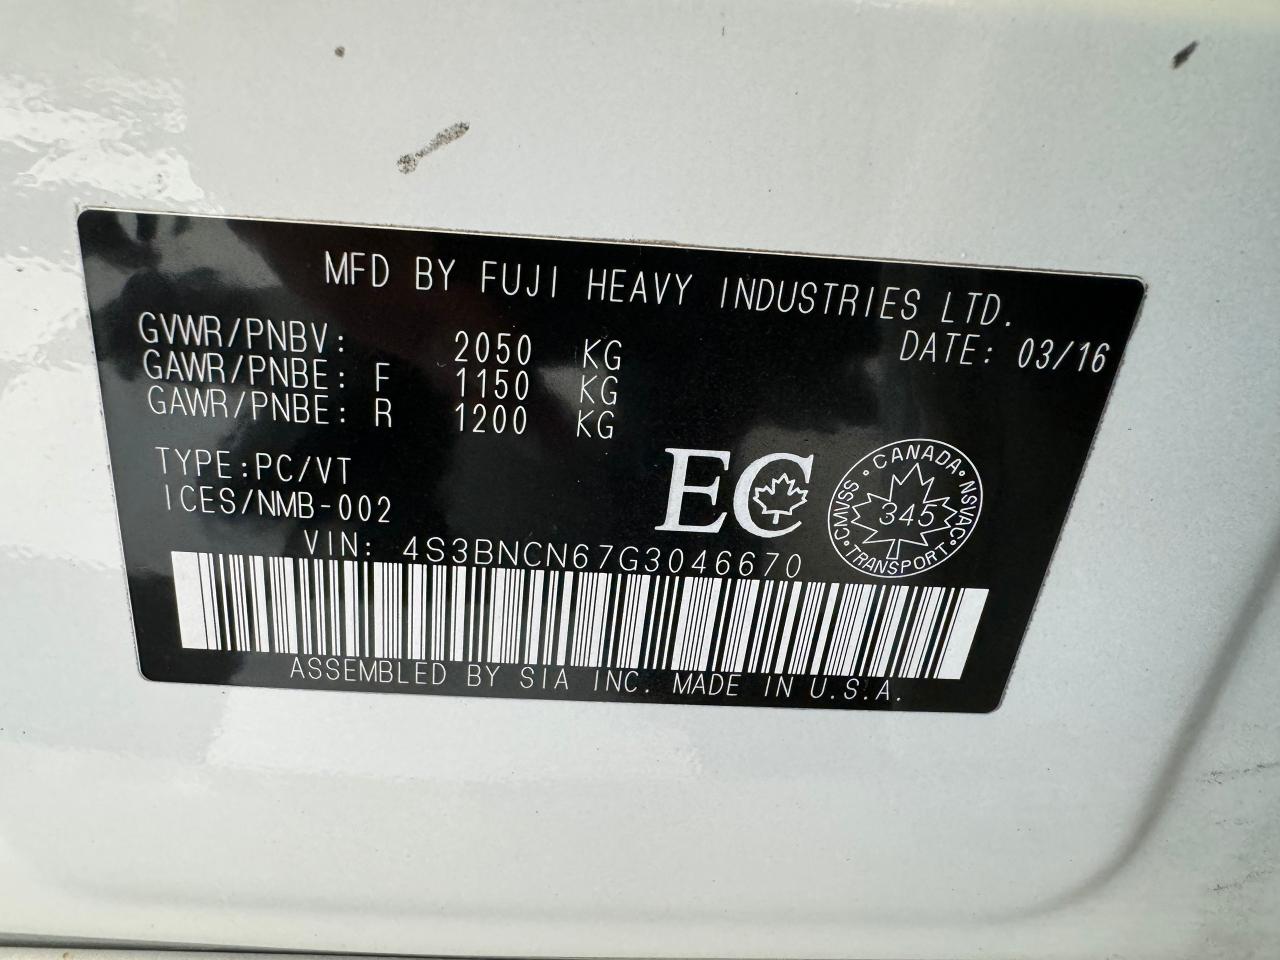 MFD BY FUJI HEAVY INDUSTRIES LTD.
GVWR/PNBV: 2050 KG DATE: 03/16
GAWR/PNBE: F 1150 KG
GAWR/PNBE: R 1200 KG
TYPE:PC/VT
ICES/NMB-002
EC
CANADA
CMVSS 345 NSVAC
TRANSPORT
VIN: 4S3BNCN67G3046670
ASSEMBLED BY SIA INC. MADE IN U.S.A.